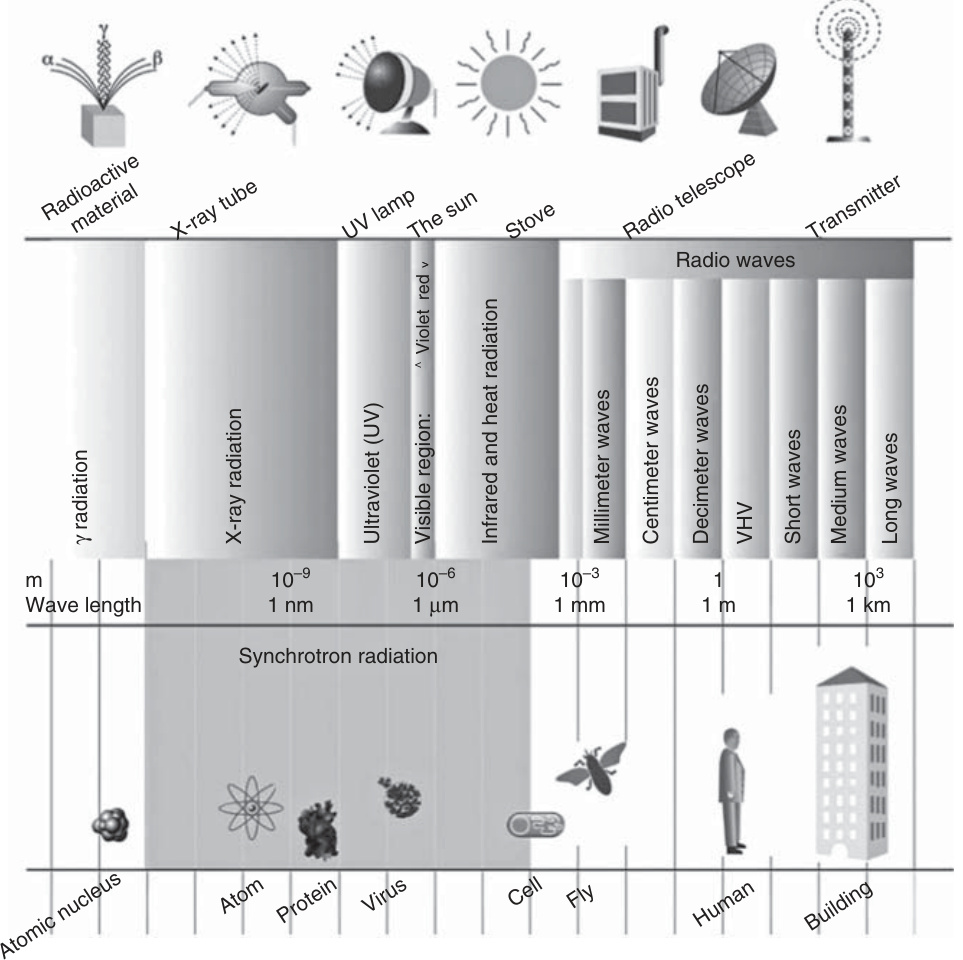 γ
α
β
Radioactive
material
X-ray tube
UV lamp
The sun
Stove
Radio telescope
Transmitter
Radio waves
γ radiation
X-ray radiation
Ultraviolet (UV)
Visible region: ^ Violet red ˅
Infrared and heat radiation
Millimeter waves
Centimeter waves
Decimeter waves
VHV
Short waves
Medium waves
Long waves
m 10⁻⁹ 10⁻⁶ 10⁻³ 1 10³
Wave length 1 nm 1 μm 1 mm 1 m 1 km
Synchrotron radiation
Atomic nucleus
Atom
Protein
Virus
Cell
Fly
Human
Building